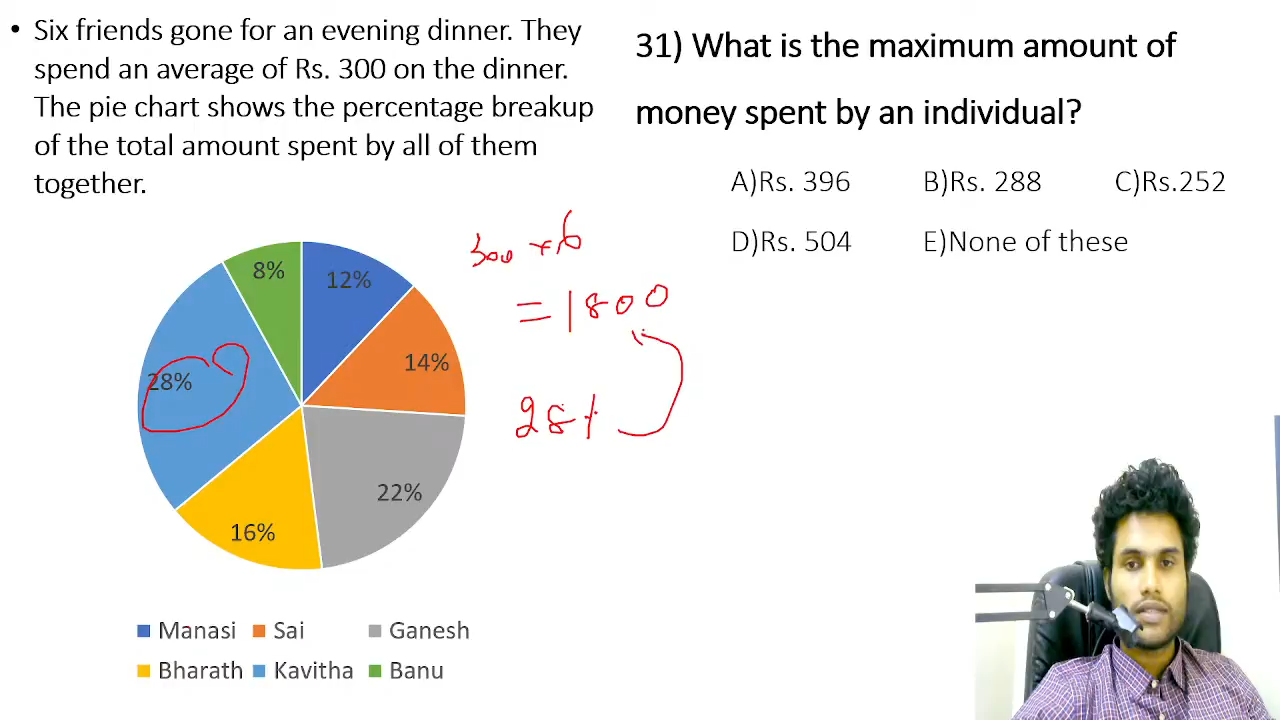 • Six friends gone for an evening dinner. They
spend an average of Rs. 300 on the dinner.
The pie chart shows the percentage breakup
of the total amount spent by all of them
together.
31) What is the maximum amount of
money spent by an individual?
A)Rs. 396 B)Rs. 288 C)Rs.252
D)Rs. 504 E)None of these
300 × 6
= 1800
28%
8%
12%
28%
14%
22%
16%
Manasi Sai Ganesh
Bharath Kavitha Banu